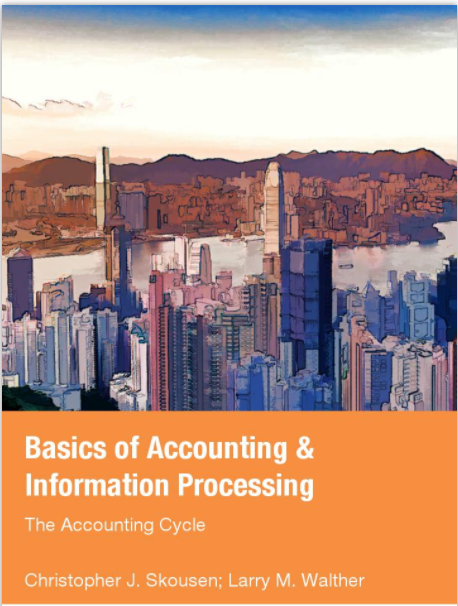 Basics of Accounting &
Information Processing
The Accounting Cycle
Christopher J. Skousen; Larry M. Walther